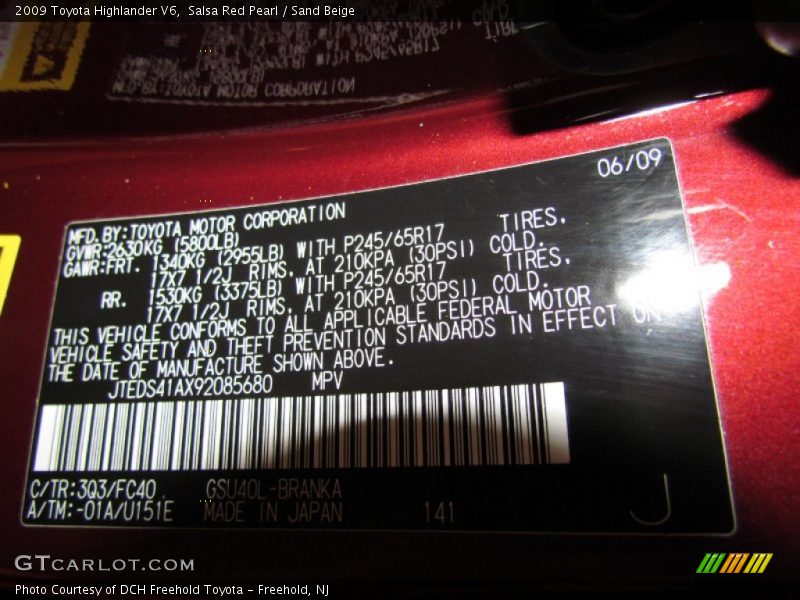 2009 Toyota Highlander V6,  Salsa Red Pearl / Sand Beige
06/09
MFD. BY: TOYOTA MOTOR CORPORATION
GVWR: 2630KG (5800LB)
GAWR: FRT. 1340KG (2955LB) WITH P245/65R17 TIRES,
17X7 1/2J RIMS, AT 210KPA (30PSI) COLD.
RR. 1530KG (3375LB) WITH P245/65R17 TIRES,
17X7 1/2J RIMS, AT 210KPA (30PSI) COLD.
THIS VEHICLE CONFORMS TO ALL APPLICABLE FEDERAL MOTOR
VEHICLE SAFETY AND THEFT PREVENTION STANDARDS IN EFFECT ON
THE DATE OF MANUFACTURE SHOWN ABOVE.
JTEDS41AX92085680 MPV
C/TR: 3Q3/FC40 GSU40L-BRANKA
A/TM: -01A/U151E MADE IN JAPAN 141 J
GTCARLOT.COM
Photo Courtesy of DCH Freehold Toyota - Freehold, NJ